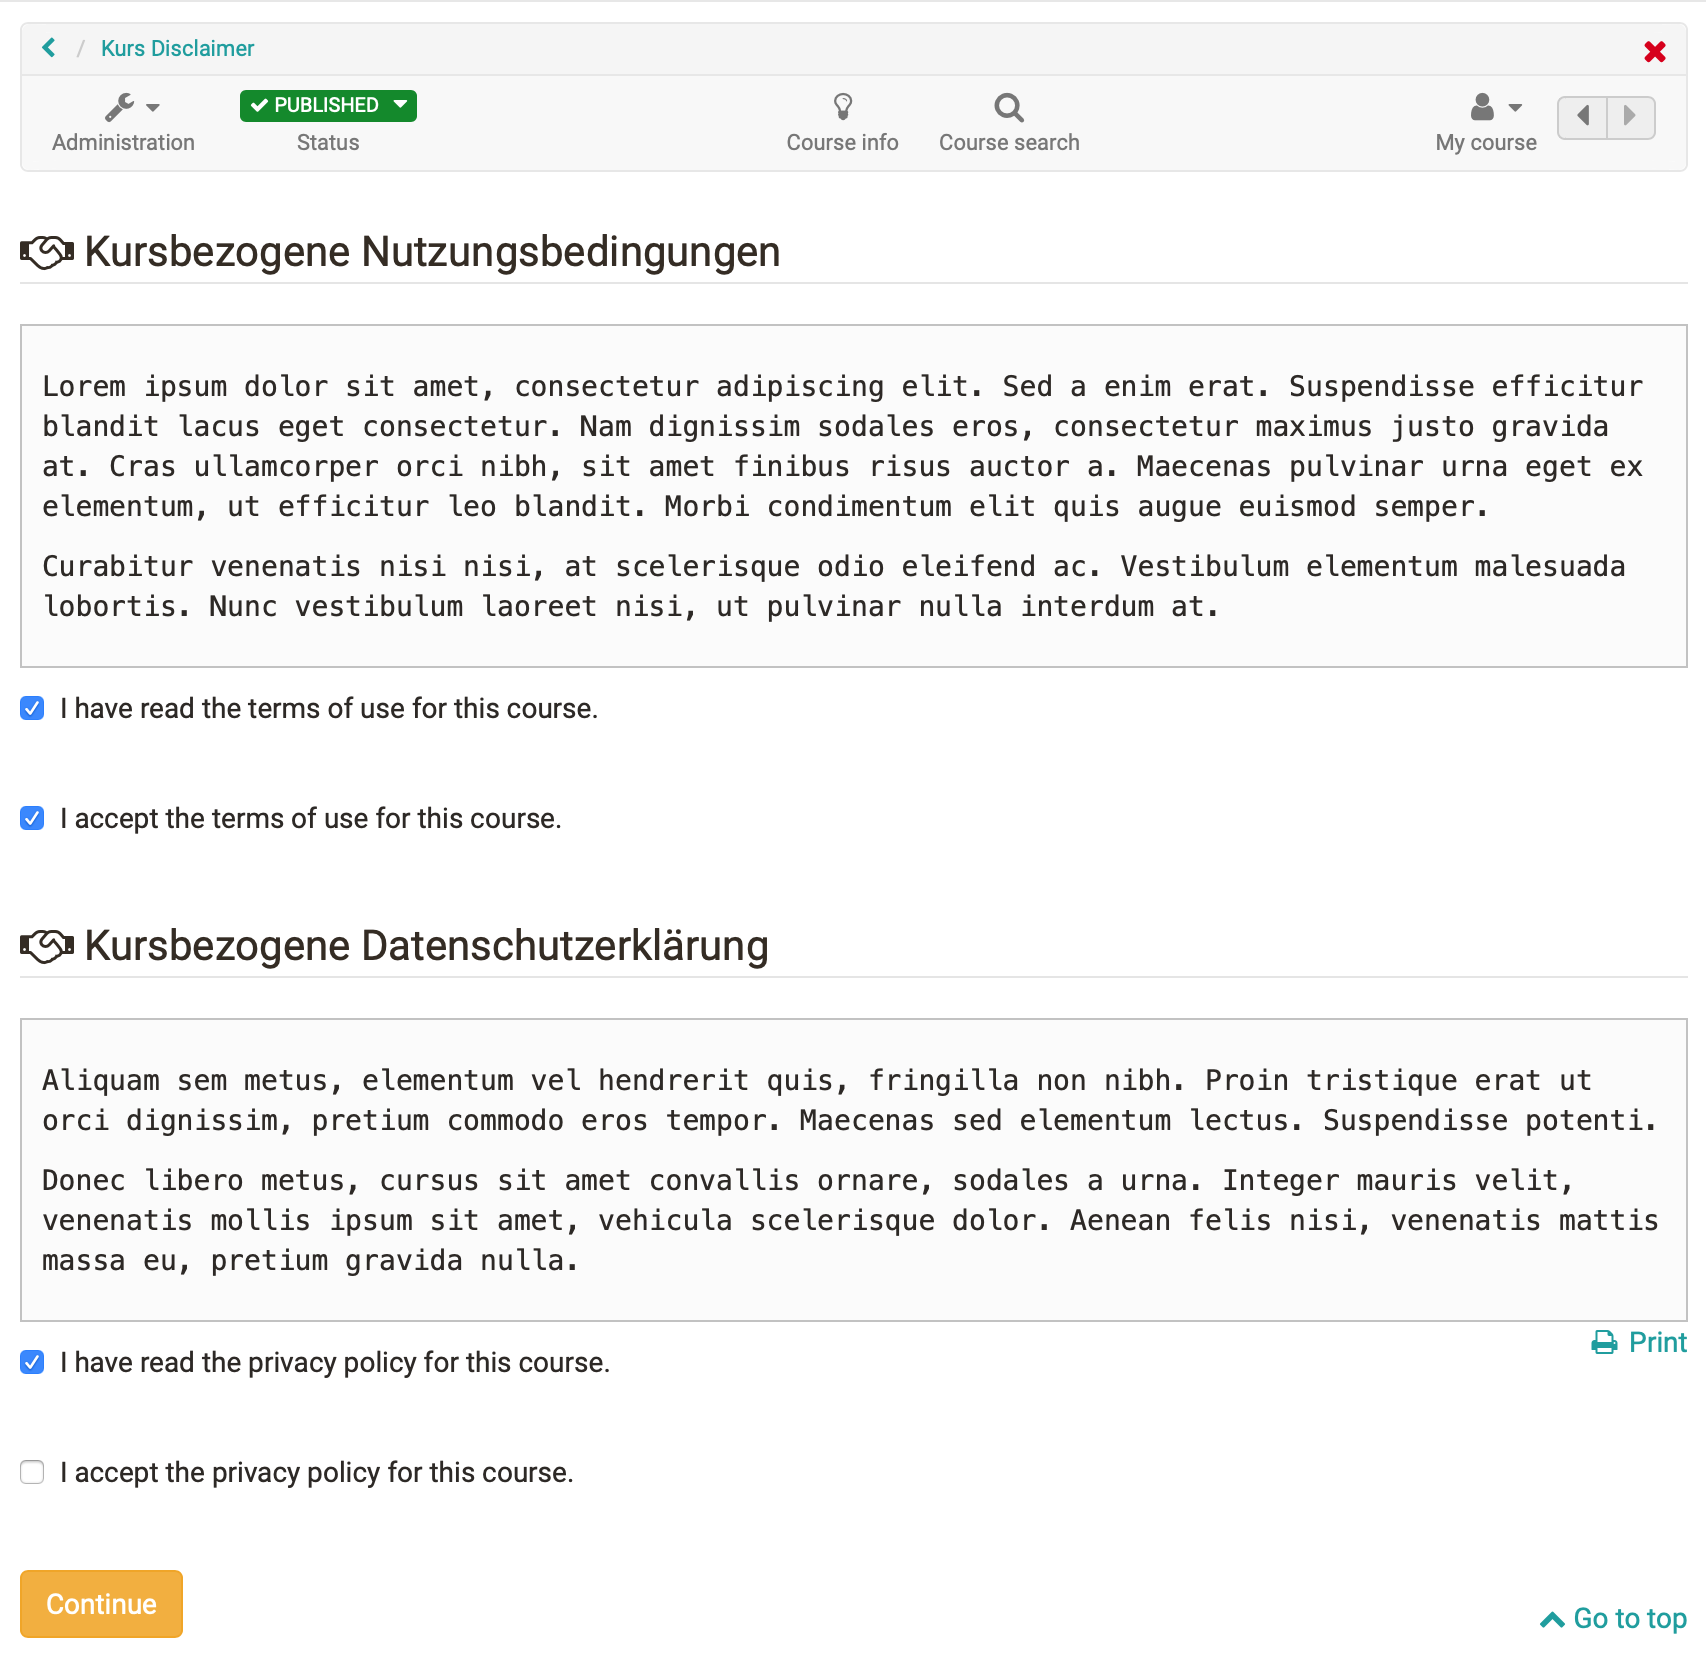 / Kurs Disclaimer
Administration
PUBLISHED
Status
Course info
Course search
My course
Kursbezogene Nutzungsbedingungen
Lorem ipsum dolor sit amet, consectetur adipiscing elit. Sed a enim erat. Suspendisse efficitur
blandit lacus eget consectetur. Nam dignissim sodales eros, consectetur maximus justo gravida
at. Cras ullamcorper orci nibh, sit amet finibus risus auctor a. Maecenas pulvinar urna eget ex
elementum, ut efficitur leo blandit. Morbi condimentum elit quis augue euismod semper.
Curabitur venenatis nisi nisi, at scelerisque odio eleifend ac. Vestibulum elementum malesuada
lobortis. Nunc vestibulum laoreet nisi, ut pulvinar nulla interdum at.
I have read the terms of use for this course.
I accept the terms of use for this course.
Kursbezogene Datenschutzerklärung
Aliquam sem metus, elementum vel hendrerit quis, fringilla non nibh. Proin tristique erat ut
orci dignissim, pretium commodo eros tempor. Maecenas sed elementum lectus. Suspendisse potenti.
Donec libero metus, cursus sit amet convallis ornare, sodales a urna. Integer mauris velit,
venenatis mollis ipsum sit amet, vehicula scelerisque dolor. Aenean felis nisi, venenatis mattis
massa eu, pretium gravida nulla.
Print
I have read the privacy policy for this course.
I accept the privacy policy for this course.
Continue
Go to top